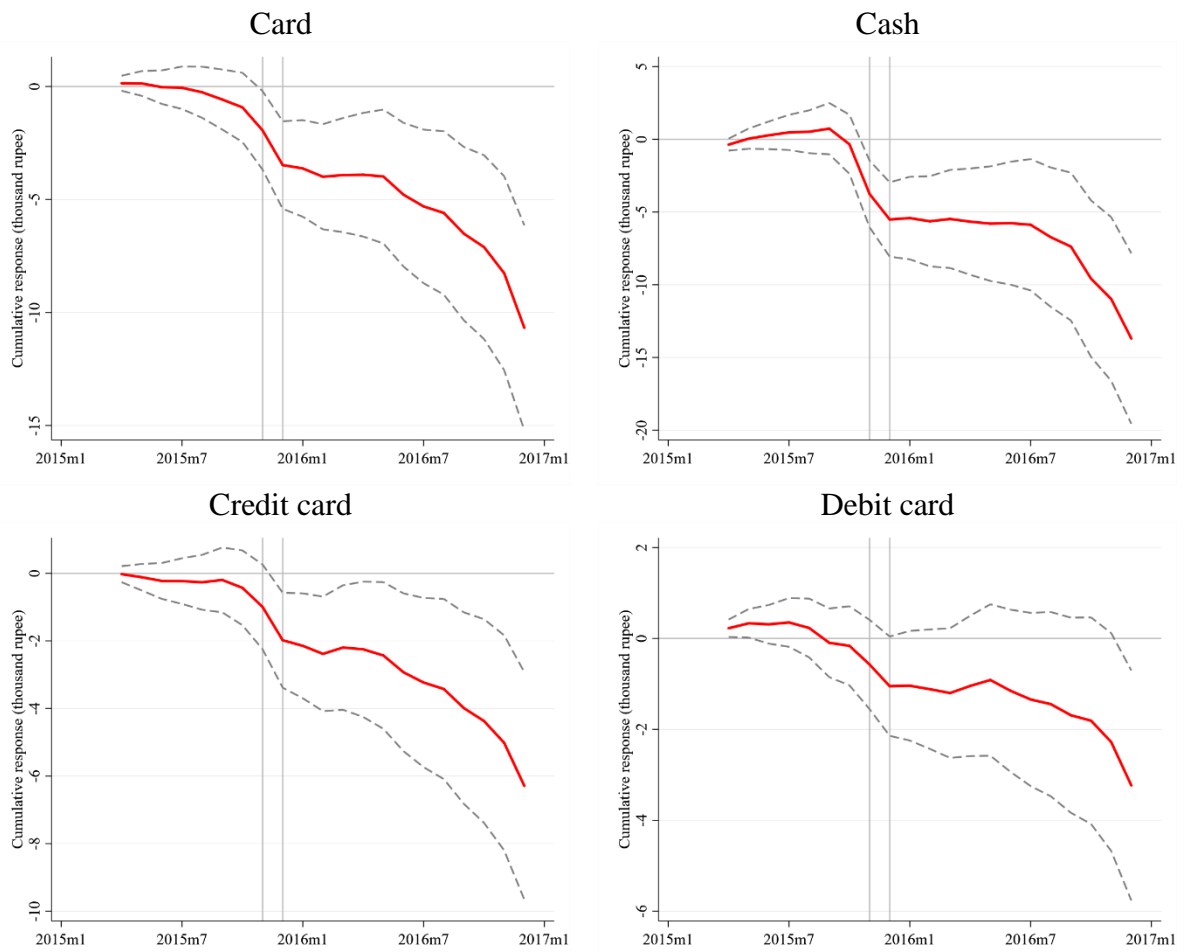 Card
Cumulative response (thousand rupee)
0
-5
-10
-15
2015m1 2015m7 2016m1 2016m7 2017m1
Cash
Cumulative response (thousand rupee)
5
0
-5
-10
-15
-20
2015m1 2015m7 2016m1 2016m7 2017m1
Credit card
Cumulative response (thousand rupee)
0
-2
-4
-6
-8
-10
2015m1 2015m7 2016m1 2016m7 2017m1
Debit card
Cumulative response (thousand rupee)
2
0
-2
-4
-6
2015m1 2015m7 2016m1 2016m7 2017m1